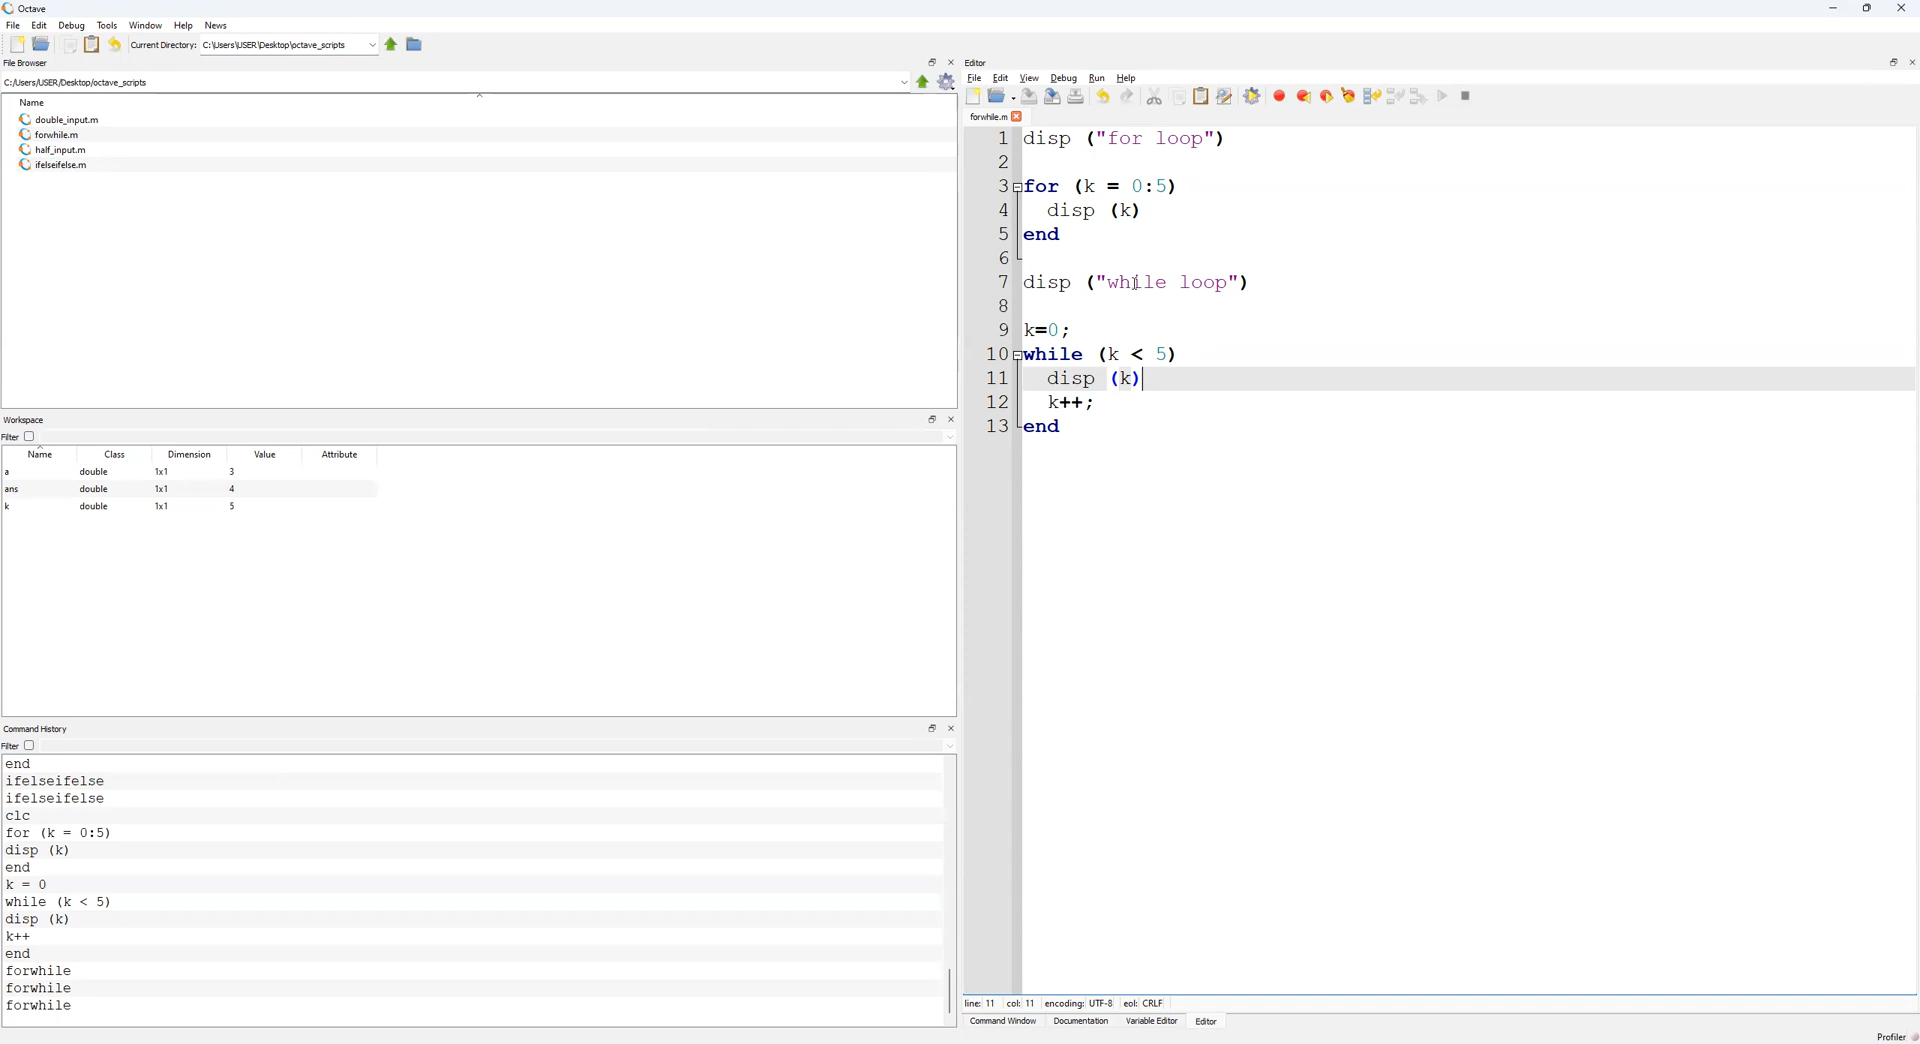 Octave
File Edit Debug Tools Window Help News
Current Directory: C:\Users\USER\Desktop\octave_scripts
File Browser
C:/Users/USER/Desktop/octave_scripts
Name
double_input.m
forwhile.m
half_input.m
ifelseifelse.m
Workspace
Filter
Name Class Dimension Value Attribute
a double 1x1 3
ans double 1x1 4
k double 1x1 5
Command History
Filter
end
ifelseifelse
ifelseifelse
clc
for (k = 0:5)
disp (k)
end
k = 0
while (k < 5)
disp (k)
k++
end
forwhile
forwhile
forwhile
Editor
File Edit View Debug Run Help
forwhile.m
1 disp ("for loop")
2
3 for (k = 0:5)
4 disp (k)
5 end
6
7 disp ("while loop")
8
9 k=0;
10 while (k < 5)
11 disp (k)
12 k++;
13 end
line: 11 col: 11 encoding: UTF-8 eol: CRLF
Command Window Documentation Variable Editor Editor
Profiler